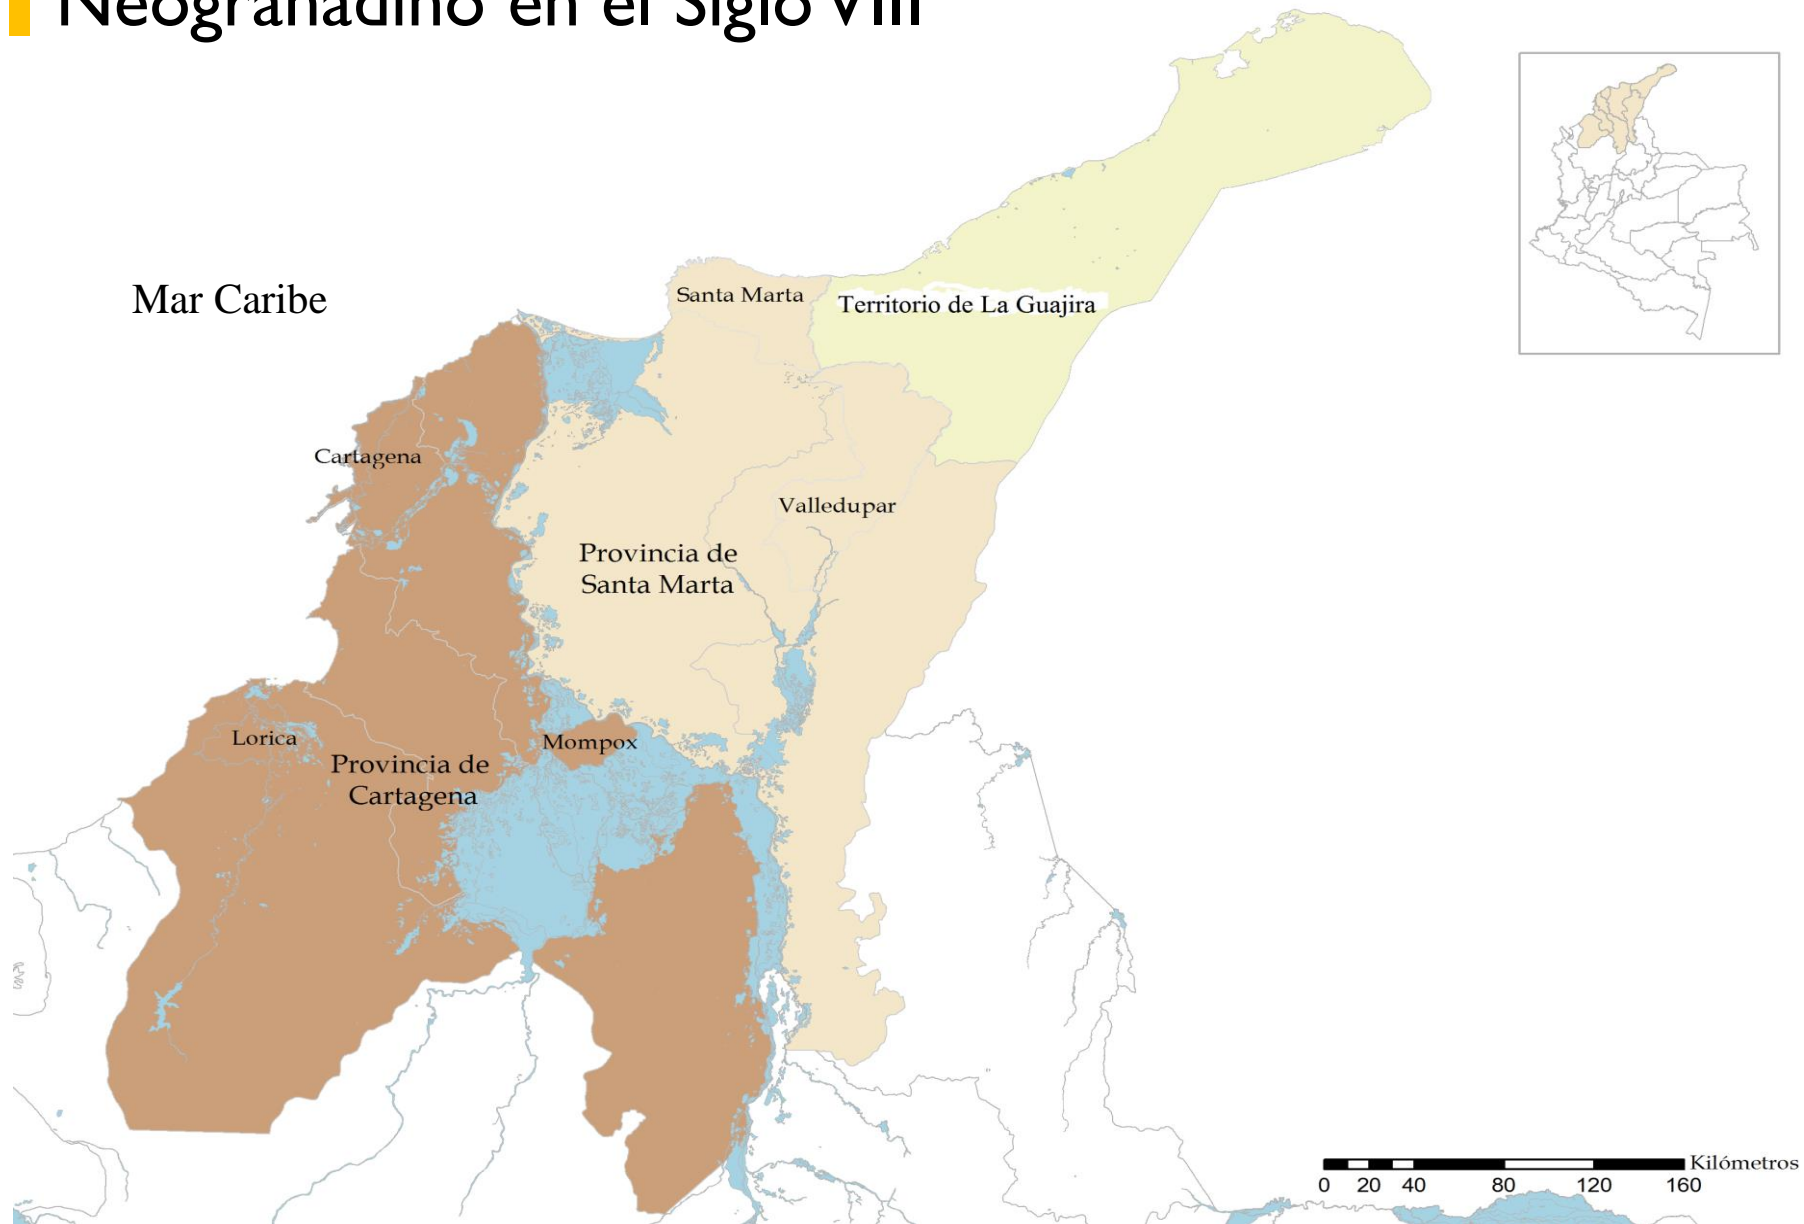 Neogranadino en el Siglo VIII
Mar Caribe
Santa Marta
Territorio de La Guajira
Cartagena
Valledupar
Provincia de
Santa Marta
Lorica
Mompox
Provincia de
Cartagena
Kilómetros
0 20 40 80 120 160